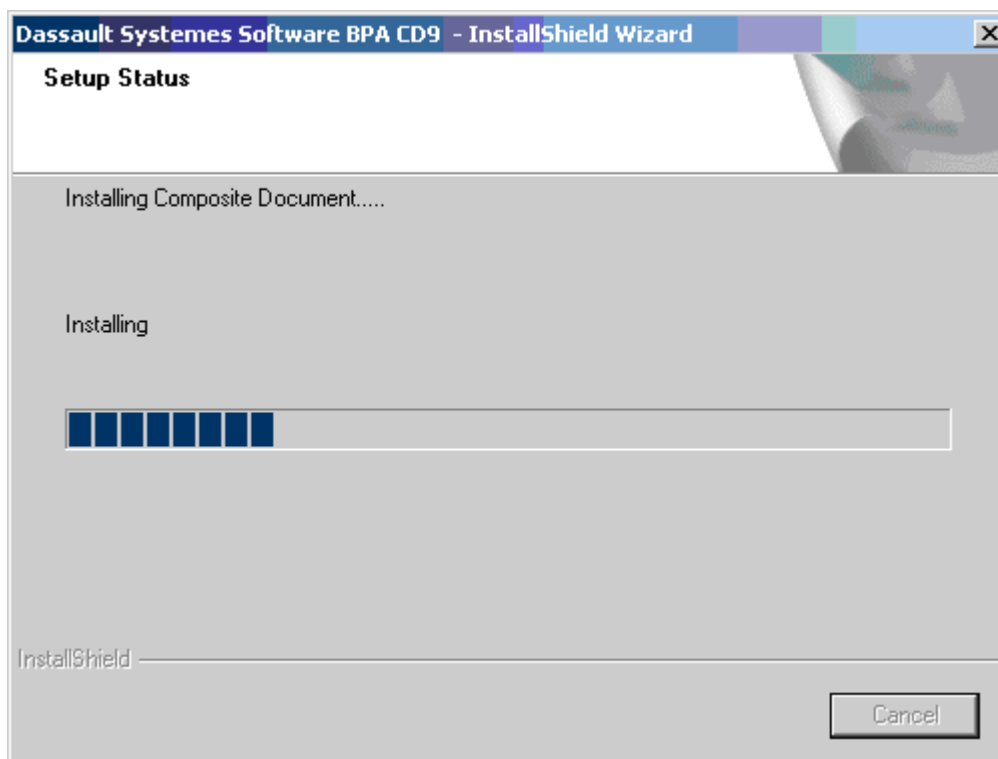 Dassault Systemes Software BPA CD9 - InstallShield Wizard
Setup Status
Installing Composite Document.....
Installing
InstallShield
Cancel